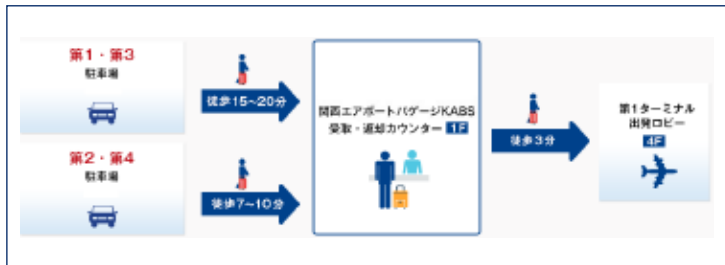 第1・第3
駐車場
徒歩15~20分
第2・第4
駐車場
徒歩7~10分
関西エアポートバゲージKABS
受取・返却カウンター 1F
徒歩3分
第1ターミナル
出発ロビー
4F